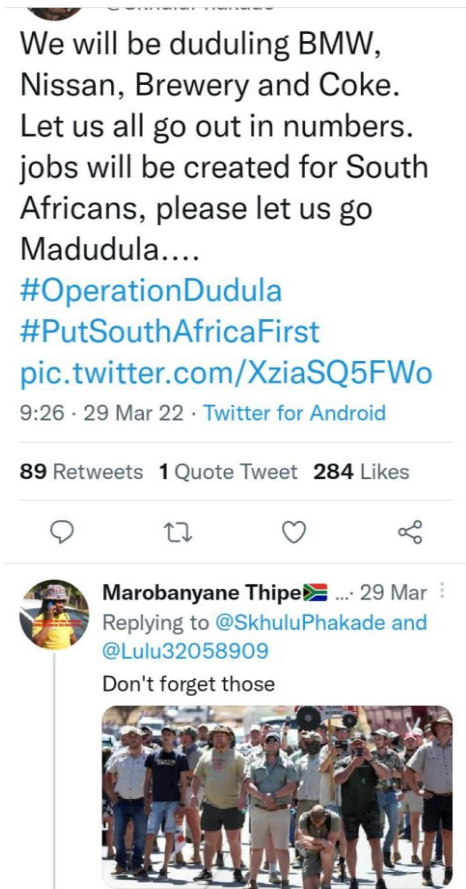 We will be duduling BMW,
Nissan, Brewery and Coke.
Let us all go out in numbers.
jobs will be created for South
Africans, please let us go
Madudula....
#OperationDudula
#PutSouthAfricaFirst
pic.twitter.com/XziaSQ5FWo
9:26 · 29 Mar 22 · Twitter for Android
89 Retweets 1 Quote Tweet 284 Likes
Marobanyane Thipe🇿🇦 ...· 29 Mar
Replying to @SkhuluPhakade and
@Lulu32058909
Don't forget those